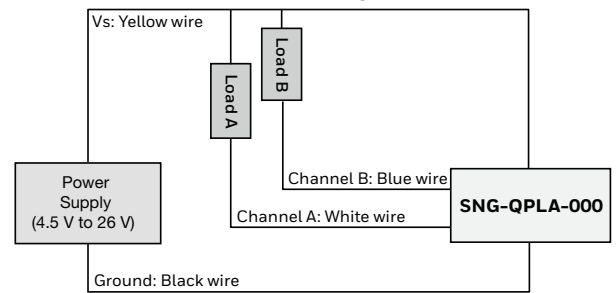 Vs: Yellow wire
Load A
Load B
Power
Supply
(4.5 V to 26 V)
Channel B: Blue wire
Channel A: White wire
SNG-QPLA-000
Ground: Black wire